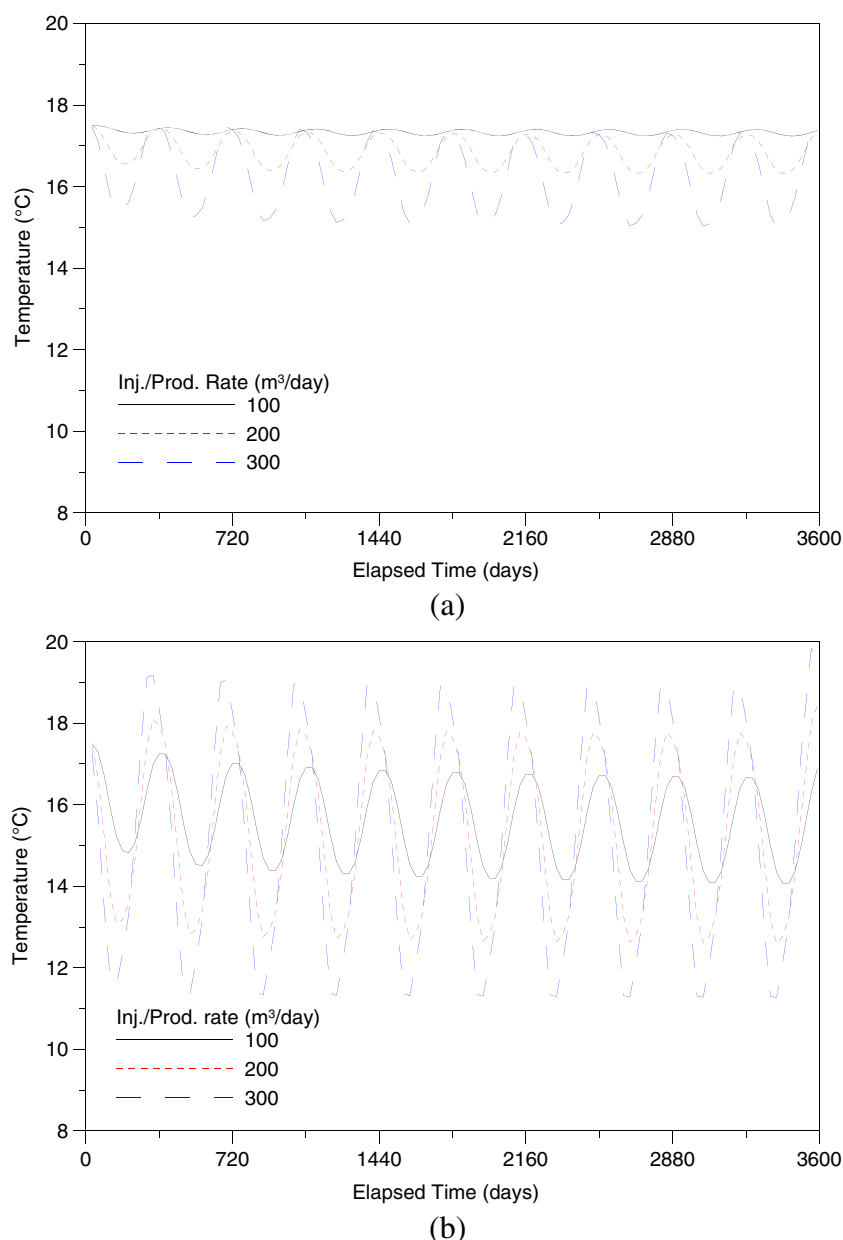 20
18
16
14
12
10
8
Temperature (°C)
Inj./Prod. Rate (m³/day)
100
200
300
0 720 1440 2160 2880 3600
Elapsed Time (days)
(a)
20
18
16
14
12
10
8
Temperature (°C)
Inj./Prod. rate (m³/day)
100
200
300
0 720 1440 2160 2880 3600
Elapsed Time (days)
(b)